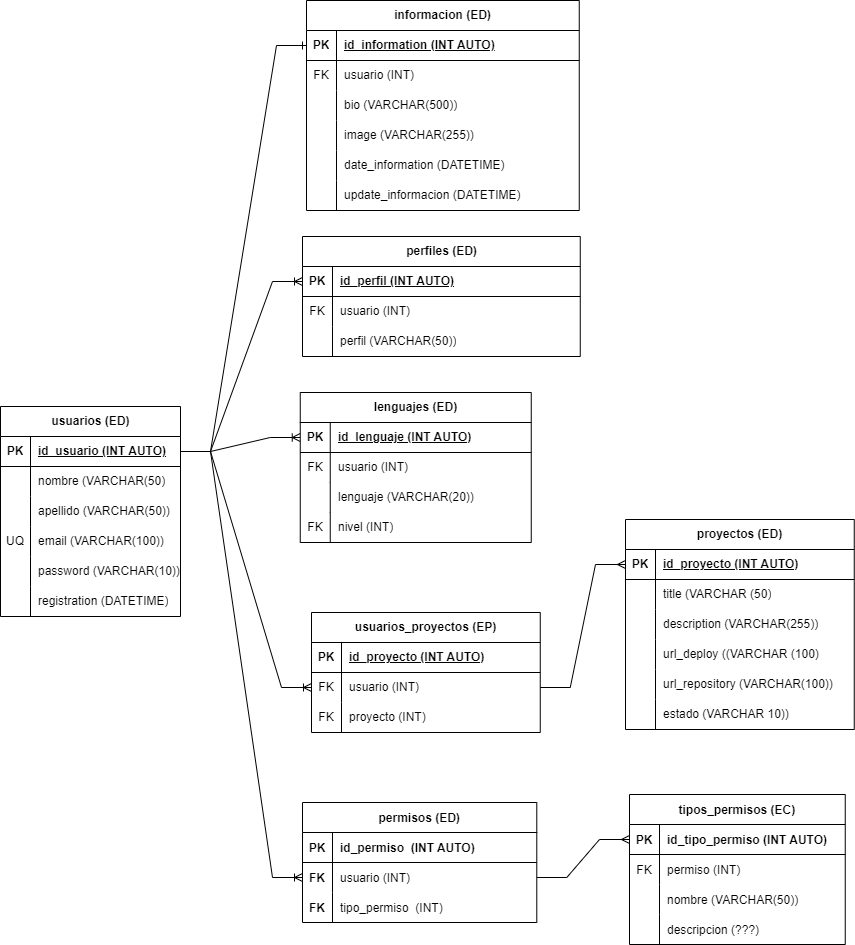 informacion (ED)
PK id_information (INT AUTO)
FK usuario (INT)
bio (VARCHAR(500))
image (VARCHAR(255))
date_information (DATETIME)
update_informacion (DATETIME)
perfiles (ED)
PK id_perfil (INT AUTO)
FK usuario (INT)
perfil (VARCHAR(50))
lenguajes (ED)
PK id_lenguaje (INT AUTO)
FK usuario (INT)
lenguaje (VARCHAR(20))
FK nivel (INT)
usuarios (ED)
PK id_usuario (INT AUTO)
nombre (VARCHAR(50)
apellido (VARCHAR(50))
UQ email (VARCHAR(100))
password (VARCHAR(10))
registration (DATETIME)
proyectos (ED)
PK id_proyecto (INT AUTO)
title (VARCHAR (50)
description (VARCHAR(255))
url_deploy ((VARCHAR (100)
url_repository (VARCHAR(100))
estado (VARCHAR 10))
usuarios_proyectos (EP)
PK id_proyecto (INT AUTO)
FK usuario (INT)
FK proyecto (INT)
permisos (ED)
PK id_permiso (INT AUTO)
FK usuario (INT)
FK tipo_permiso (INT)
tipos_permisos (EC)
PK id_tipo_permiso (INT AUTO)
FK permiso (INT)
nombre (VARCHAR(50))
descripcion (???)